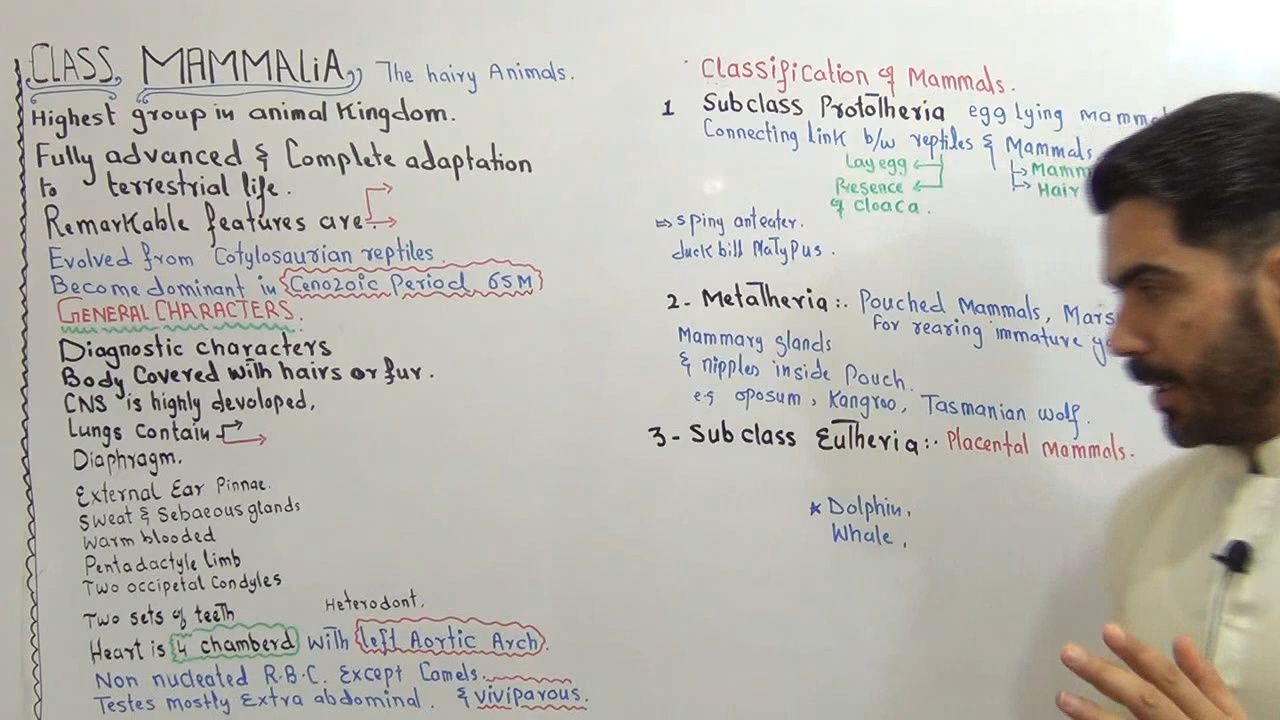 CLASS MAMMALIA The hairy Animals.
Highest group in animal Kingdom.
Fully advanced & Complete adaptation
to terrestrial life.
Remarkable features are
Evolved from Cotylosaurian reptiles.
Become dominant in Cenozoic Period 65M
GENERAL CHARACTERS.
Diagnostic characters
Body Covered with hairs or fur.
CNS is highly devoloped,
Lungs Contain
Diaphragm.
External Ear Pinnae.
Sweat & Sebaeous glands
Warm blooded
Pentadactyle limb
Two occipetal Condyles
Two sets of teeth Heterodont,
Heart is 4 chamberd with left Aortic Arch.
Non nucleated R.B.C. Except Camels.
Testes mostly Extra abdominal. & viviparous.
Classification of Mammals.
1 Subclass Prototheria egg lying
Connecting link b/w reptiles & Mammals
Lay egg
Presence
of cloaca.
Hair
⇒ spiny anteater.
duck bill Platypus.
2- Metatheria:. Pouched Mammals,
For rearing immature
Mammary glands
& nipples inside Pouch.
e.g oposum, Kangroo, Tasmanian wolf.
3- Subclass Eutheria:. Placental Mammals.
* Dolphin,
Whale,